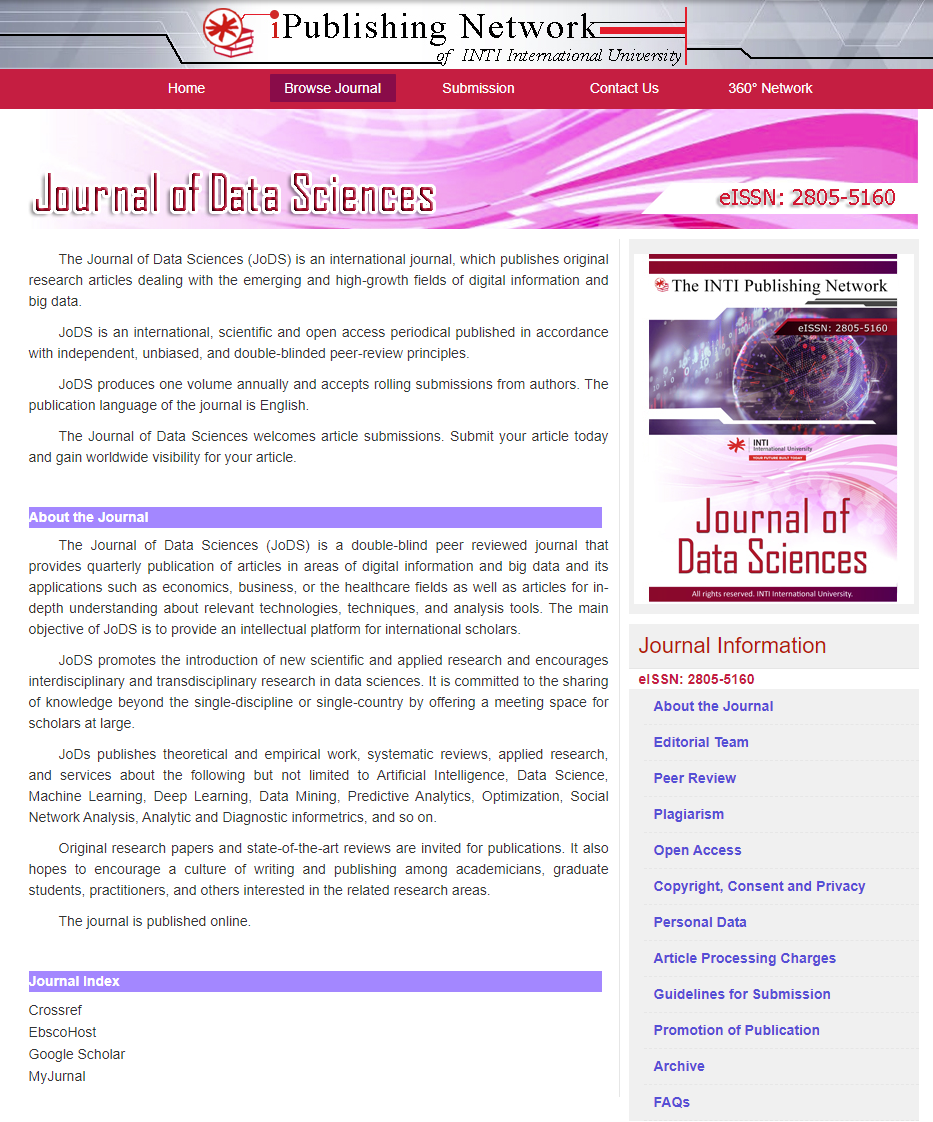 iPublishing Network
of INTI International University
Home
Browse Journal
Submission
Contact Us
360° Network
Journal of Data Sciences
eISSN: 2805-5160
The Journal of Data Sciences (JoDS) is an international journal, which publishes original
research articles dealing with the emerging and high-growth fields of digital information and
big data.
JoDS is an international, scientific and open access periodical published in accordance
with independent, unbiased, and double-blinded peer-review principles.
JoDS produces one volume annually and accepts rolling submissions from authors. The
publication language of the journal is English.
The Journal of Data Sciences welcomes article submissions. Submit your article today
and gain worldwide visibility for your article.
About the Journal
The Journal of Data Sciences (JoDS) is a double-blind peer reviewed journal that
provides quarterly publication of articles in areas of digital information and big data and its
applications such as economics, business, or the healthcare fields as well as articles for in-
depth understanding about relevant technologies, techniques, and analysis tools. The main
objective of JoDS is to provide an intellectual platform for international scholars.
JoDS promotes the introduction of new scientific and applied research and encourages
interdisciplinary and transdisciplinary research in data sciences. It is committed to the sharing
of knowledge beyond the single-discipline or single-country by offering a meeting space for
scholars at large.
JoDs publishes theoretical and empirical work, systematic reviews, applied research,
and services about the following but not limited to Artificial Intelligence, Data Science,
Machine Learning, Deep Learning, Data Mining, Predictive Analytics, Optimization, Social
Network Analysis, Analytic and Diagnostic informetrics, and so on.
Original research papers and state-of-the-art reviews are invited for publications. It also
hopes to encourage a culture of writing and publishing among academicians, graduate
students, practitioners, and others interested in the related research areas.
The journal is published online.
Journal Index
Crossref
EbscoHost
Google Scholar
MyJurnal
The INTI Publishing Network
eISSN: 2805-5160
INTI
International University
YOUR FUTURE BUILT TODAY
Journal of
Data Sciences
All rights reserved. INTI International University.
Journal Information
eISSN: 2805-5160
About the Journal
Editorial Team
Peer Review
Plagiarism
Open Access
Copyright, Consent and Privacy
Personal Data
Article Processing Charges
Guidelines for Submission
Promotion of Publication
Archive
FAQs